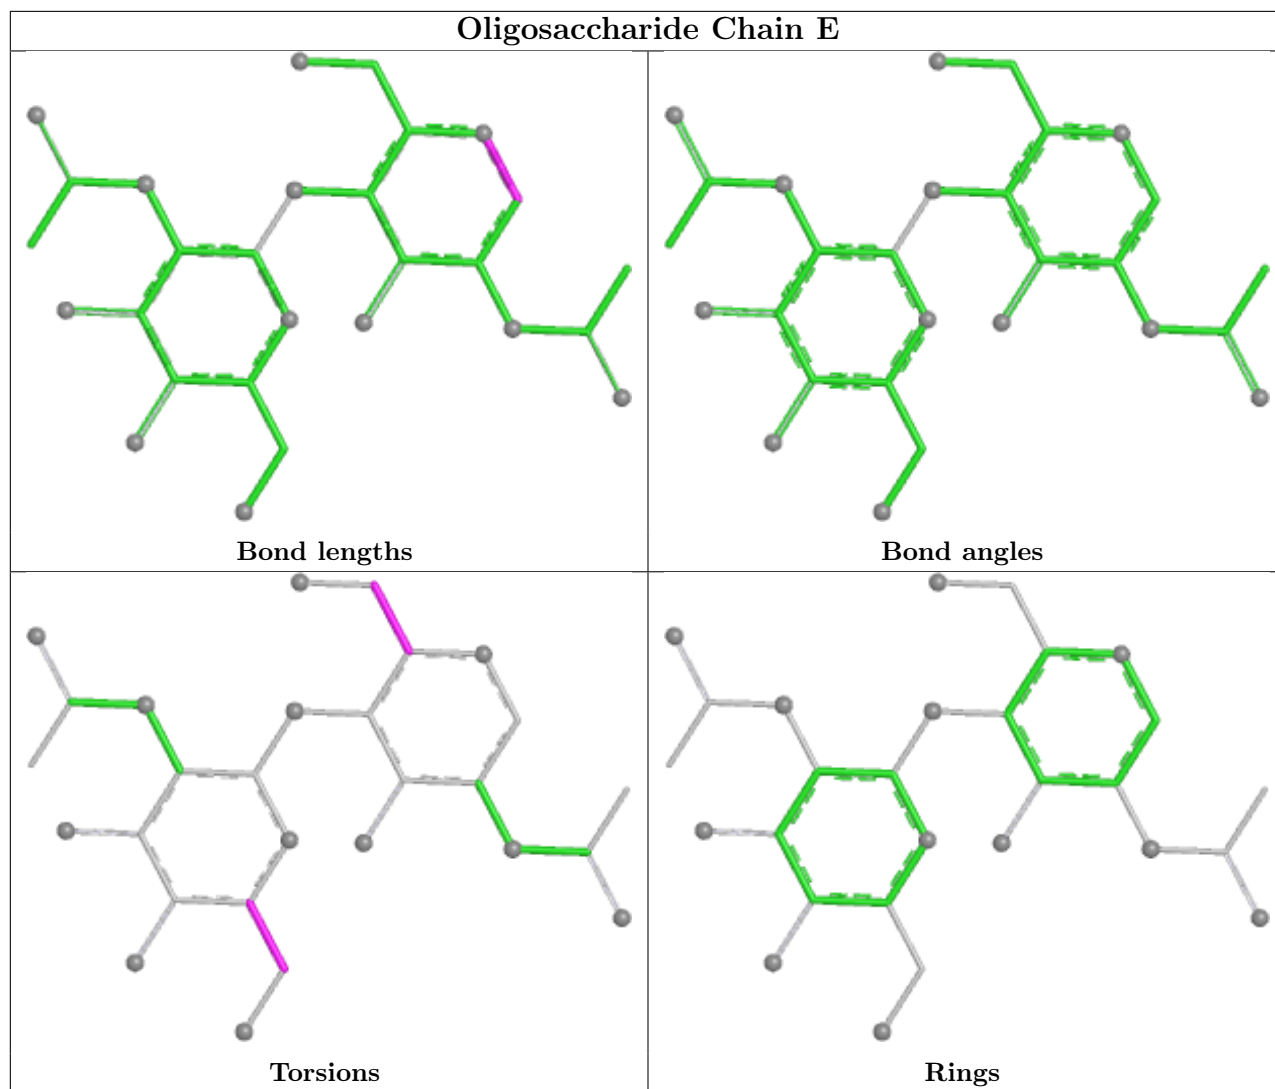 Oligosaccharide Chain E
Bond lengths
Bond angles
Torsions
Rings